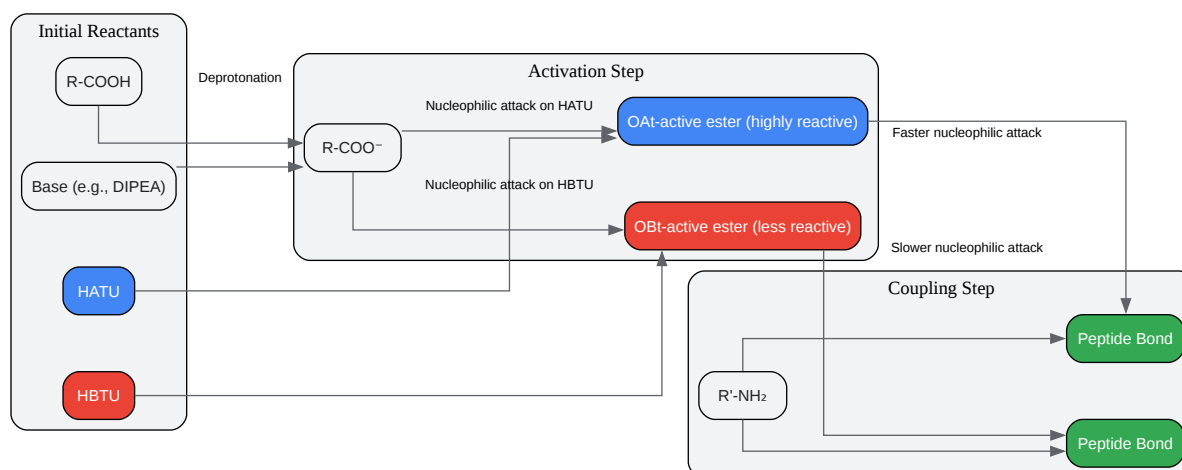 Initial Reactants
R-COOH
Base (e.g., DIPEA)
HATU
HBTU
Deprotonation
Activation Step
Nucleophilic attack on HATU
R-COO⁻
OAt-active ester (highly reactive)
Nucleophilic attack on HBTU
OBt-active ester (less reactive)
Faster nucleophilic attack
Slower nucleophilic attack
Coupling Step
R'-NH₂
Peptide Bond
Peptide Bond